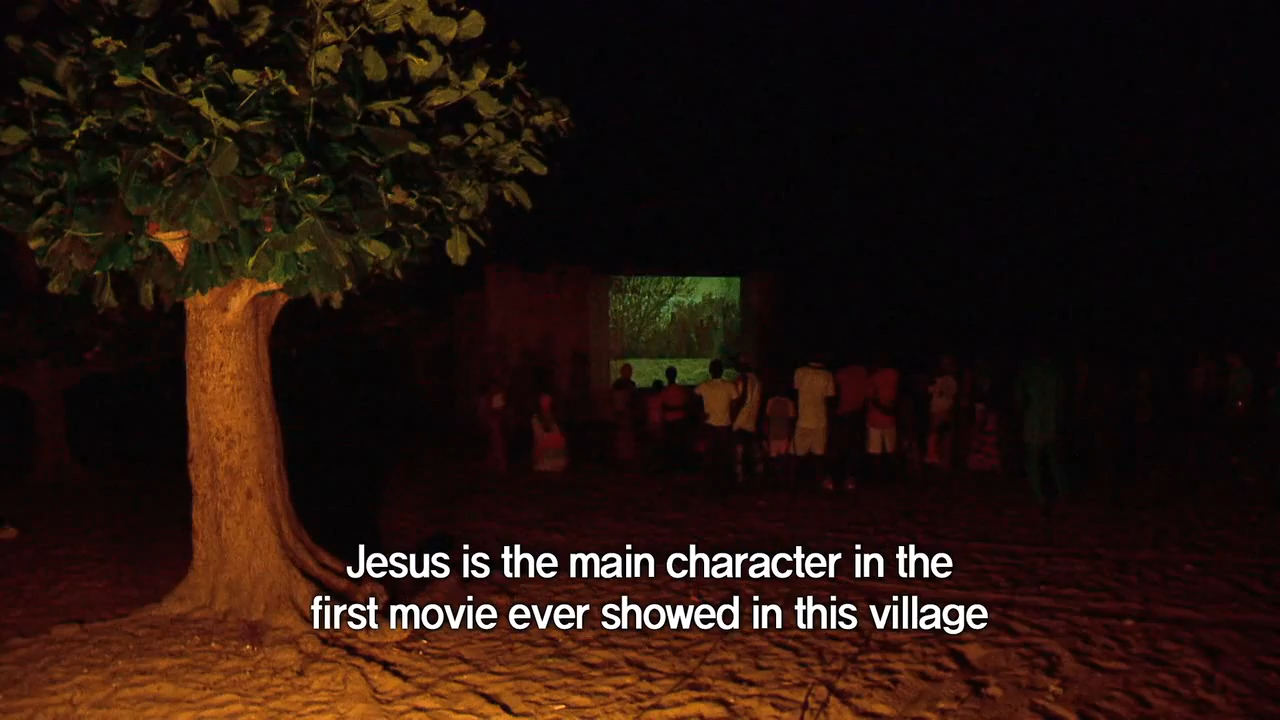 Jesus is the main character in the
first movie ever showed in this village